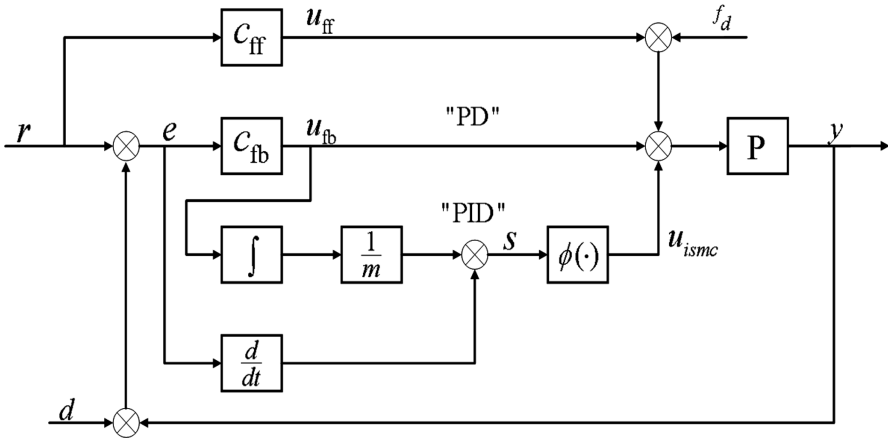 C_ff
u_ff
f_d
r
e
C_fb
u_fb
"PD"
P
y
"PID"
∫
1/m
s
ϕ(·)
u_ismc
d/dt
d